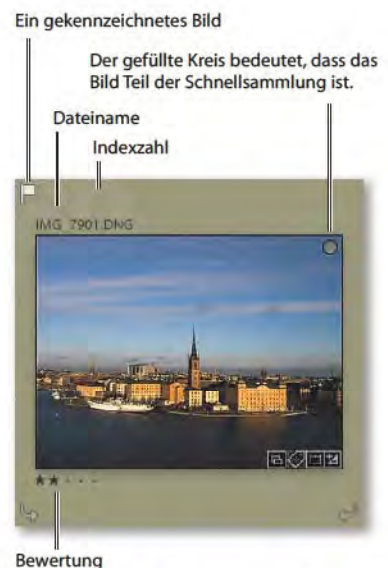 Ein gekennzeichnetes Bild
Der gefüllte Kreis bedeutet, dass das
Bild Teil der Schnellsammlung ist.
Dateiname
Indexzahl
IMG_7901.DNG
Bewertung